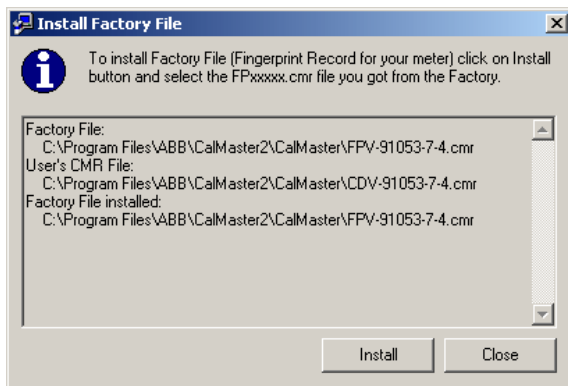 Install Factory File
To install Factory File (Fingerprint Record for your meter) click on Install
button and select the FPxxxxx.cmr file you got from the Factory.
Factory File:
C:\Program Files\ABB\CalMaster2\CalMaster\FPV-91053-7-4.cmr
User's CMR File:
C:\Program Files\ABB\CalMaster2\CalMaster\CDV-91053-7-4.cmr
Factory File installed:
C:\Program Files\ABB\CalMaster2\CalMaster\FPV-91053-7-4.cmr
Install Close